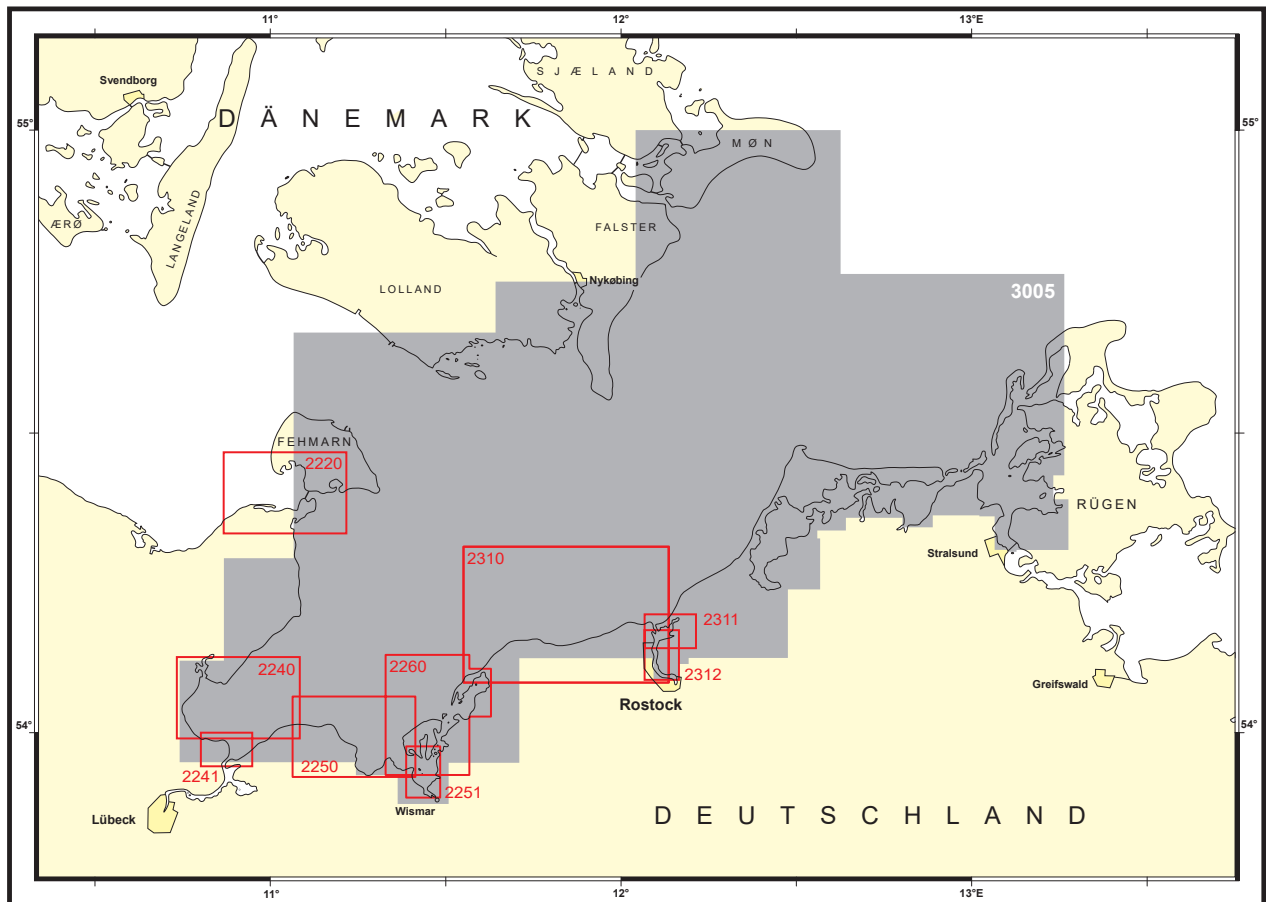 11°
12°
13°E
SJÆLAND
Svendborg
DÄNEMARK
55°
55°
MØN
LANGELAND
ÆRØ
FALSTER
Nykøbing
LOLLAND
3005
FEHMARN
2220
RÜGEN
Stralsund
2310
2311
2240
2260
2312
Greifswald
Rostock
54°
54°
2241
2250
2251
Wismar
Lübeck
DEUTSCHLAND
11°
12°
13°E